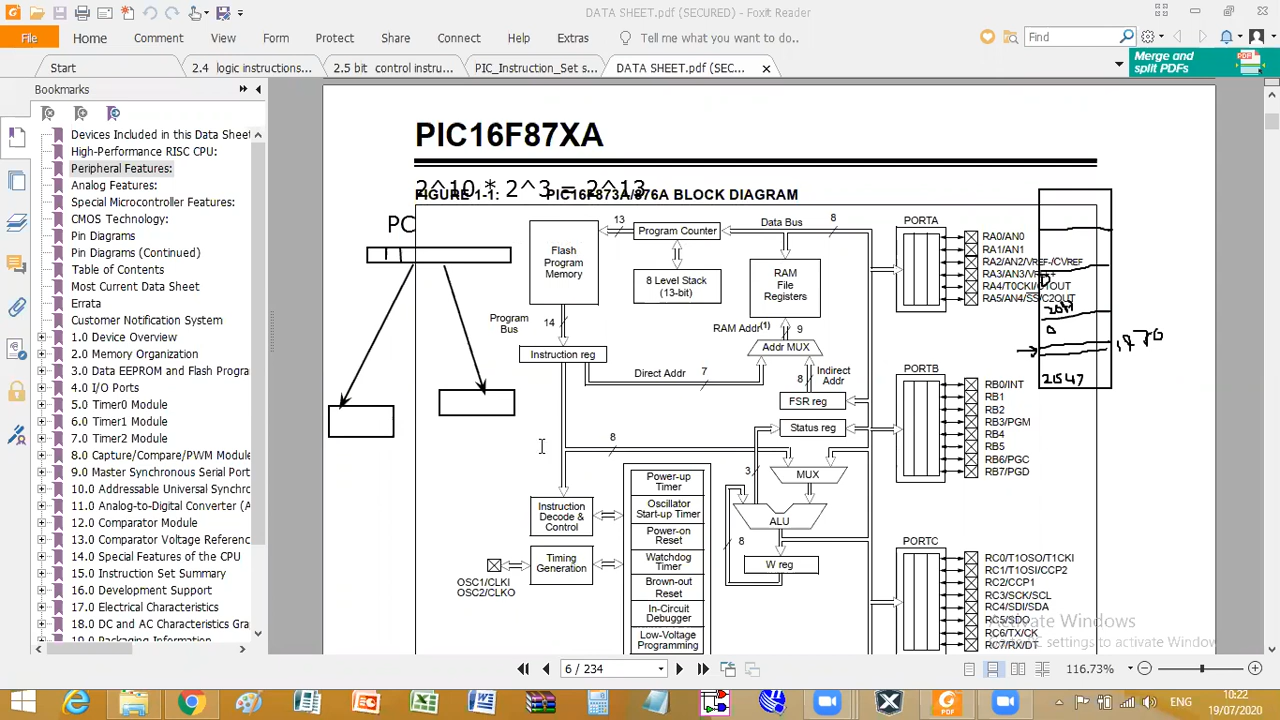 DATA SHEET.pdf (SECURED) - Foxit Reader
File
Home
Comment
View
Form
Protect
Share
Connect
Help
Extras
Tell me what you want to do..
Find
Start
2.4 logic instructions...
2.5 bit control instru...
PIC_Instruction_Set s...
DATA SHEET.pdf (SEC...
Merge and
split PDFs
Bookmarks
Devices Included in this Data Sheet
High-Performance RISC CPU:
Peripheral Features:
Analog Features:
Special Microcontroller Features:
CMOS Technology:
Pin Diagrams
Pin Diagrams (Continued)
Table of Contents
Most Current Data Sheet
Errata
Customer Notification System
1.0 Device Overview
2.0 Memory Organization
3.0 Data EEPROM and Flash Progra
4.0 I/O Ports
5.0 Timer0 Module
6.0 Timer1 Module
7.0 Timer2 Module
8.0 Capture/Compare/PWM Module
9.0 Master Synchronous Serial Port
10.0 Addressable Universal Synchro
11.0 Analog-to-Digital Converter (A
12.0 Comparator Module
13.0 Comparator Voltage Referenc
14.0 Special Features of the CPU
15.0 Instruction Set Summary
16.0 Development Support
17.0 Electrical Characteristics
18.0 DC and AC Characteristics Gra
19.0 Packaging Information
PIC16F87XA
2^10 * 2^3 = 2^13
FIGURE 1-1: PIC16F873A/876A BLOCK DIAGRAM
PC
Flash
Program
Memory
13
Program Counter
Data Bus
8
8 Level Stack
(13-bit)
RAM
File
Registers
Program
Bus
14
RAM Addr(1)
9
Instruction reg
Addr MUX
Direct Addr
7
8
Indirect
Addr
FSR reg
Status reg
8
3
MUX
ALU
8
W reg
Instruction
Decode &
Control
Timing
Generation
OSC1/CLKI
OSC2/CLKO
Power-up
Timer
Oscillator
Start-up Timer
Power-on
Reset
Watchdog
Timer
Brown-out
Reset
In-Circuit
Debugger
Low-Voltage
Programming
PORTA
RA0/AN0
RA1/AN1
RA2/AN2/VREF-/CVREF
RA3/AN3/VREF+
RA4/T0CKI/C1OUT
RA5/AN4/SS/C2OUT
PORTB
RB0/INT
RB1
RB2
RB3/PGM
RB4
RB5
RB6/PGC
RB7/PGD
PORTC
RC0/T1OSO/T1CKI
RC1/T1OSI/CCP2
RC2/CCP1
RC3/SCK/SCL
RC4/SDI/SDA
RC5/SDO
RC6/TX/CK
RC7/RX/DT
0
21547
Activate Windows
settings to activate Window
6 / 234
116.73%
ENG
10:22
19/07/2020